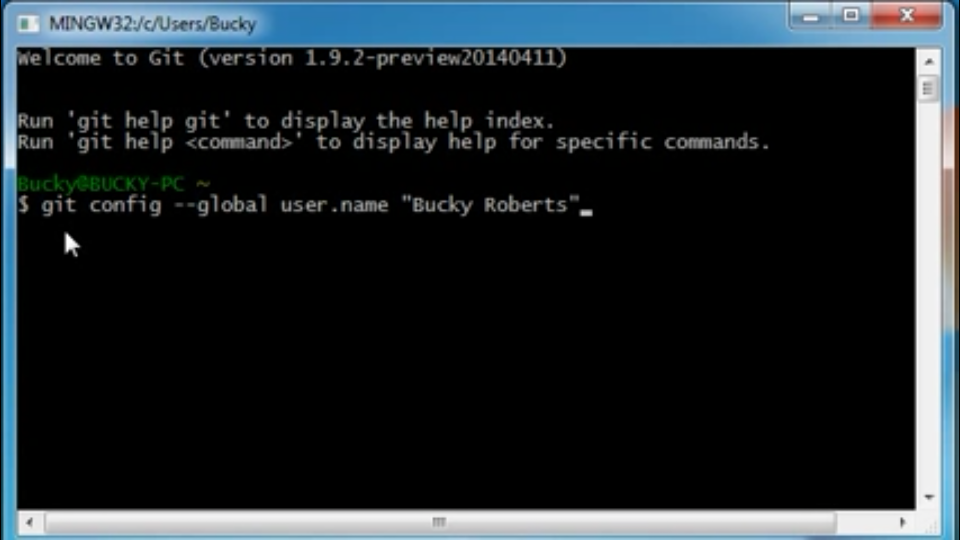 MINGW32:/c/Users/Bucky
Welcome to Git (version 1.9.2-preview20140411)
Run 'git help git' to display the help index.
Run 'git help <command>' to display help for specific commands.
Bucky@BUCKY-PC ~
$ git config --global user.name "Bucky Roberts"